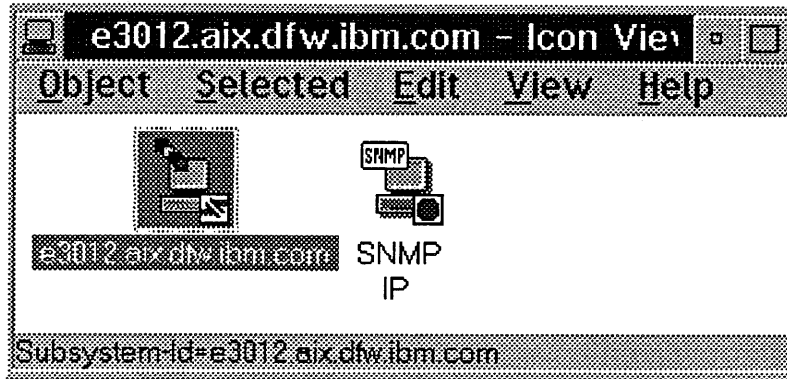 e3012.aix.dfw.ibm.com - Icon View
Object Selected Edit View Help
SNMP
e3012.aix.dfw.ibm.com
SNMP
IP
Subsystem-Id=e3012.aix.dfw.ibm.com